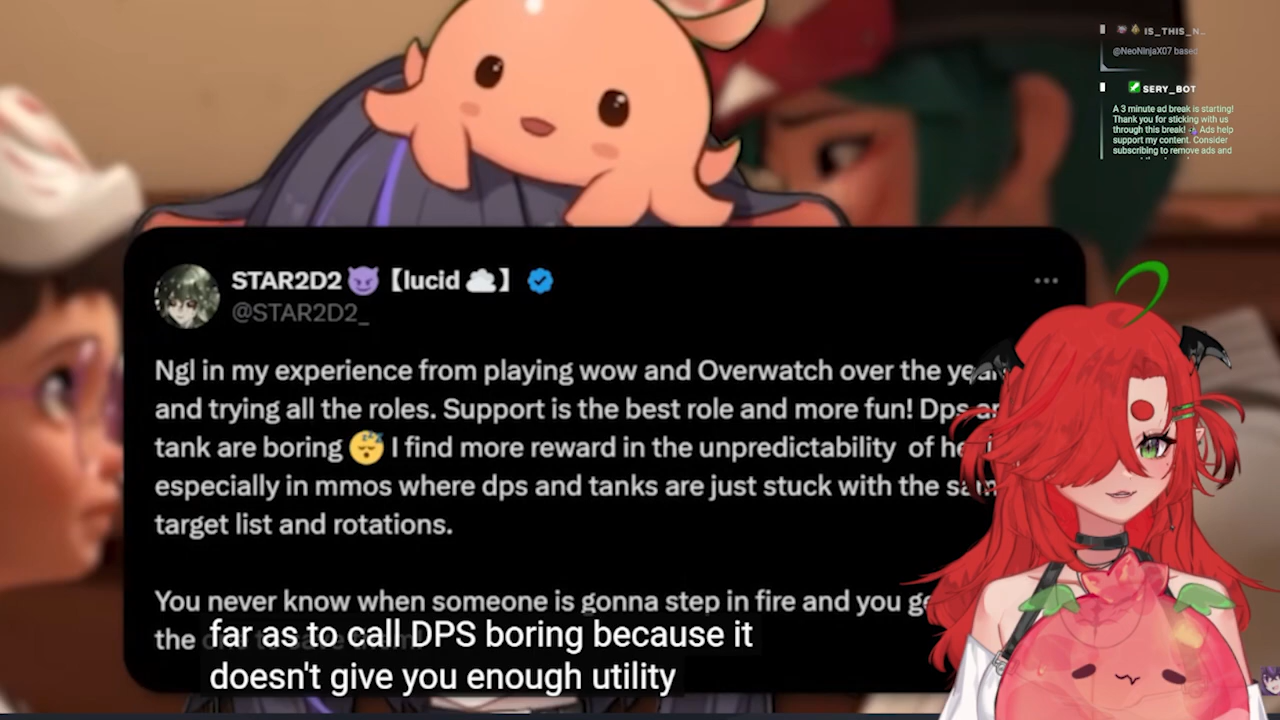 IS_THIS_N_
@NeoNinjaX07 based
SERY_BOT
A 3 minute ad break is starting!
Thank you for sticking with us
through this break! Ads help
support my content. Consider
subscribing to remove ads and
STAR2D2 【lucid 】
@STAR2D2_
Ngl in my experience from playing wow and Overwatch over the year
and trying all the roles. Support is the best role and more fun! Dps
tank are boring I find more reward in the unpredictability of
especially in mmos where dps and tanks are just stuck with the
target list and rotations.
You never know when someone is gonna step in fire and you
the
far as to call DPS boring because it
doesn't give you enough utility